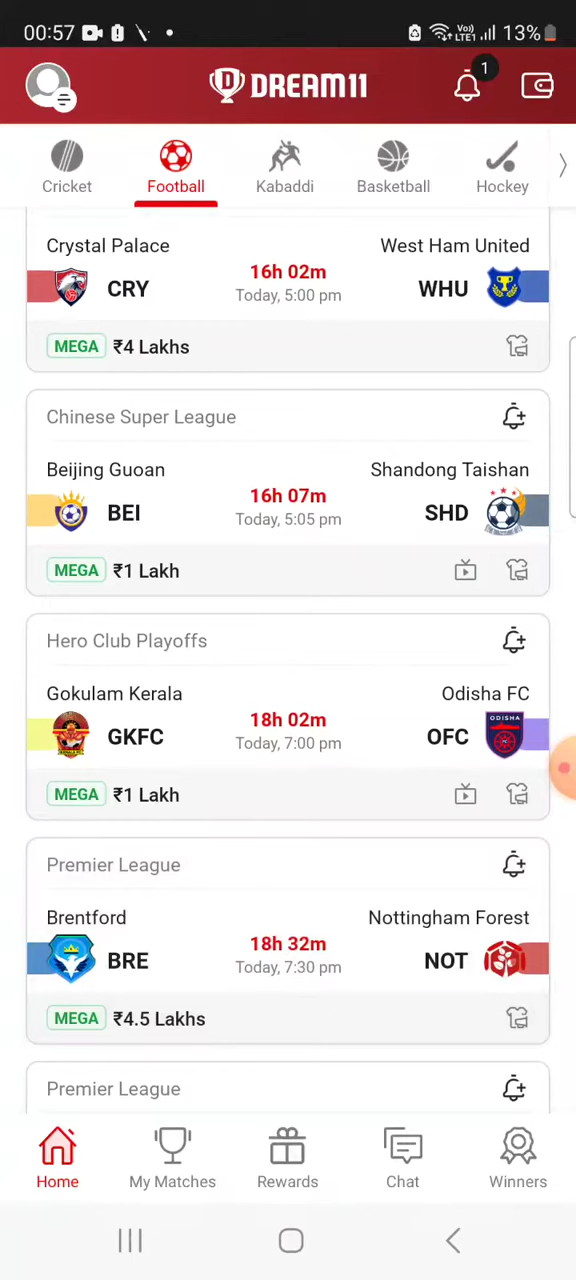 00:57 Vo) LTE1 13%
DREAM11 1
Cricket Football Kabaddi Basketball Hockey
Crystal Palace West Ham United
CRY 16h 02m WHU
Today, 5:00 pm
MEGA ₹4 Lakhs
Chinese Super League
Beijing Guoan Shandong Taishan
BEI 16h 07m SHD
Today, 5:05 pm
MEGA ₹1 Lakh
Hero Club Playoffs
Gokulam Kerala Odisha FC
GKFC 18h 02m OFC ODISHA
Today, 7:00 pm
MEGA ₹1 Lakh
Premier League
Brentford Nottingham Forest
BRE 18h 32m NOT
Today, 7:30 pm
MEGA ₹4.5 Lakhs
Premier League
Home My Matches Rewards Chat Winners